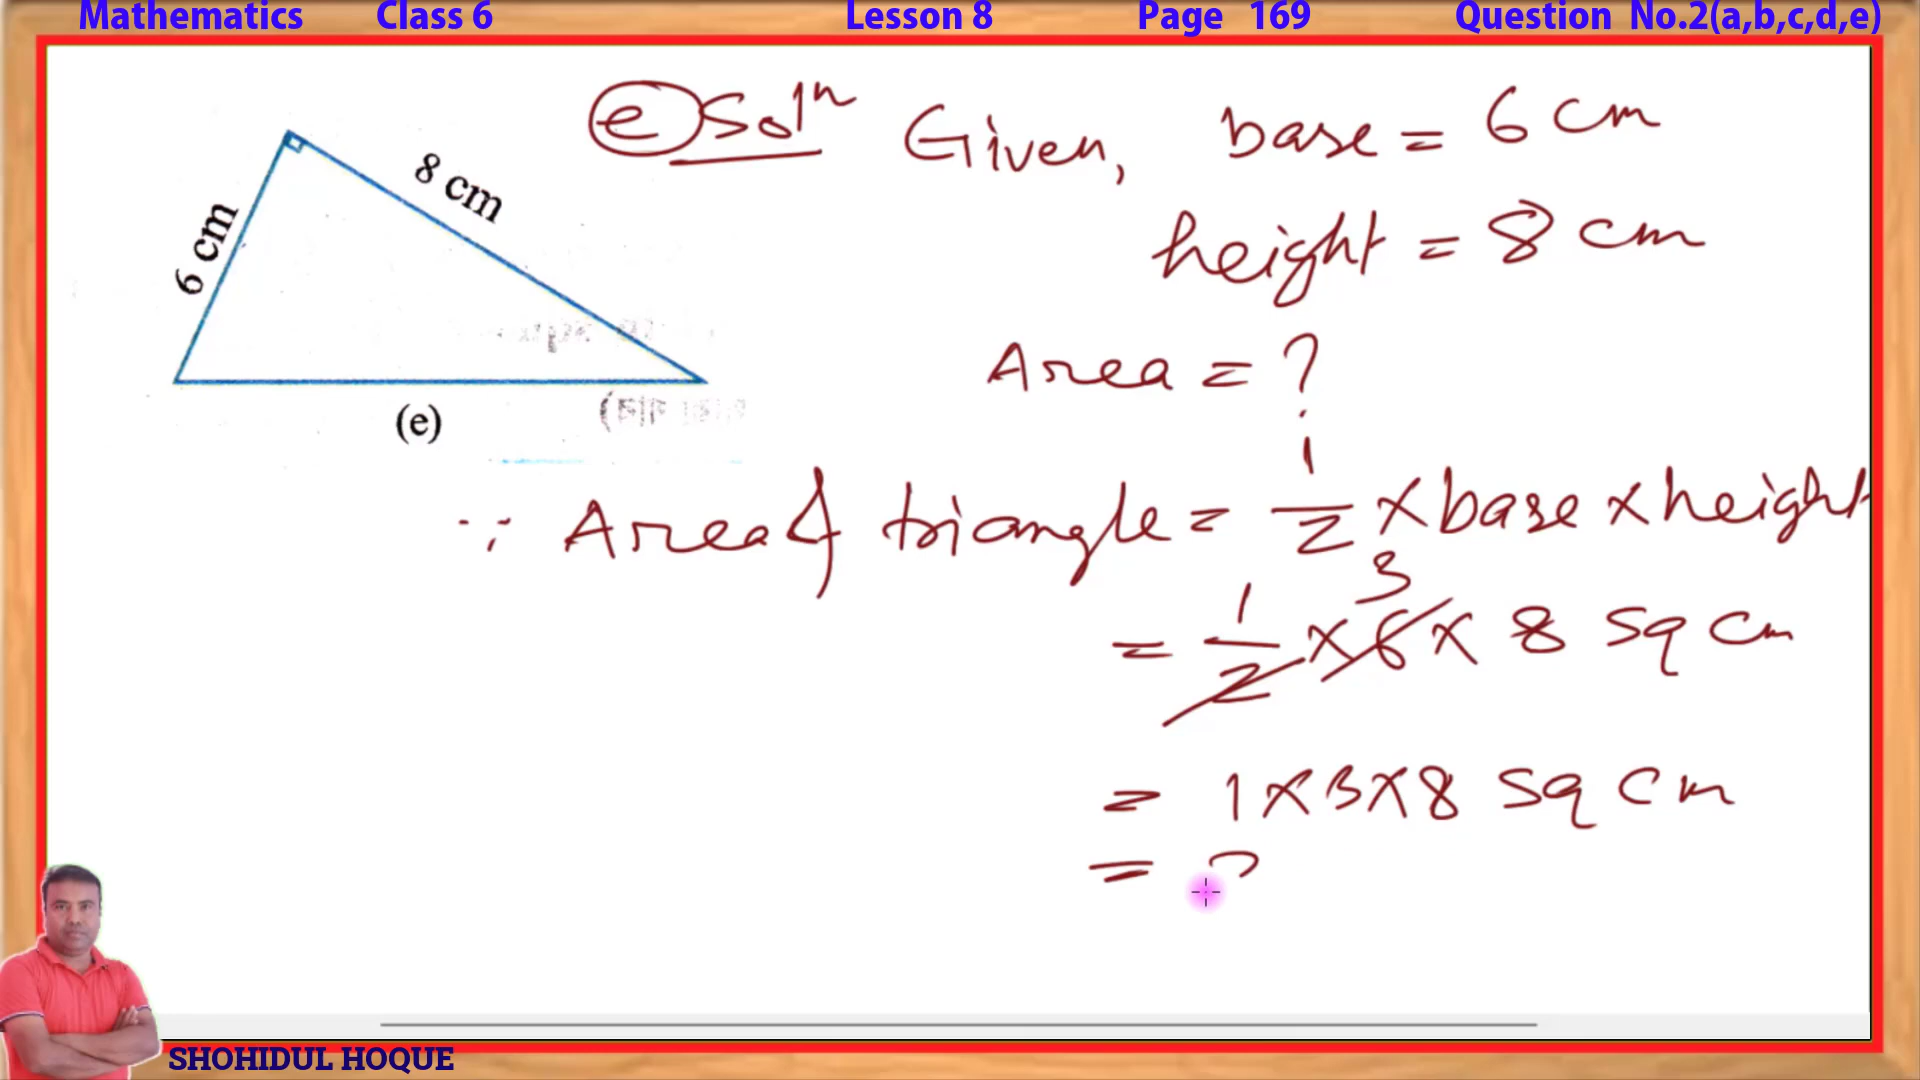 Mathematics Class 6 Lesson 8 Page 169 Question No.2(a,b,c,d,e)
6 cm
8 cm
(e)
e Solⁿ Given, base = 6 cm
height = 8 cm
Area = ?
∵ Area of triangle = 1/2 × base × height
= 1/2 × 6 × 8 sq cm
3
= 1×3×8 sq cm
=
SHOHIDUL HOQUE